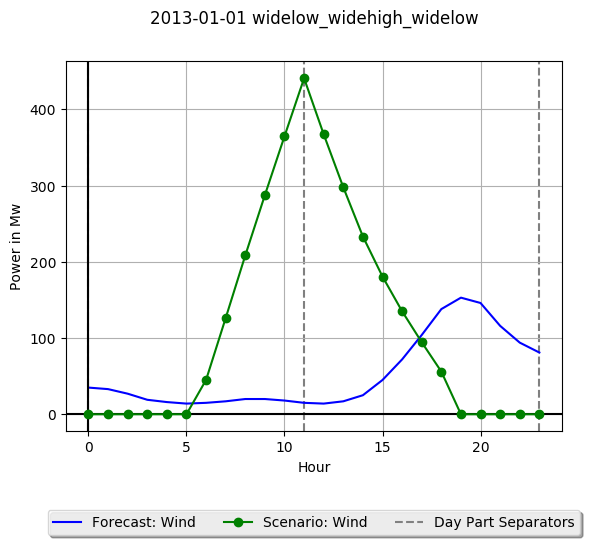 2013-01-01 widelow_widehigh_widelow
Power in Mw
400
300
200
100
0
0 5 10 15 20
Hour
Forecast: Wind Scenario: Wind Day Part Separators